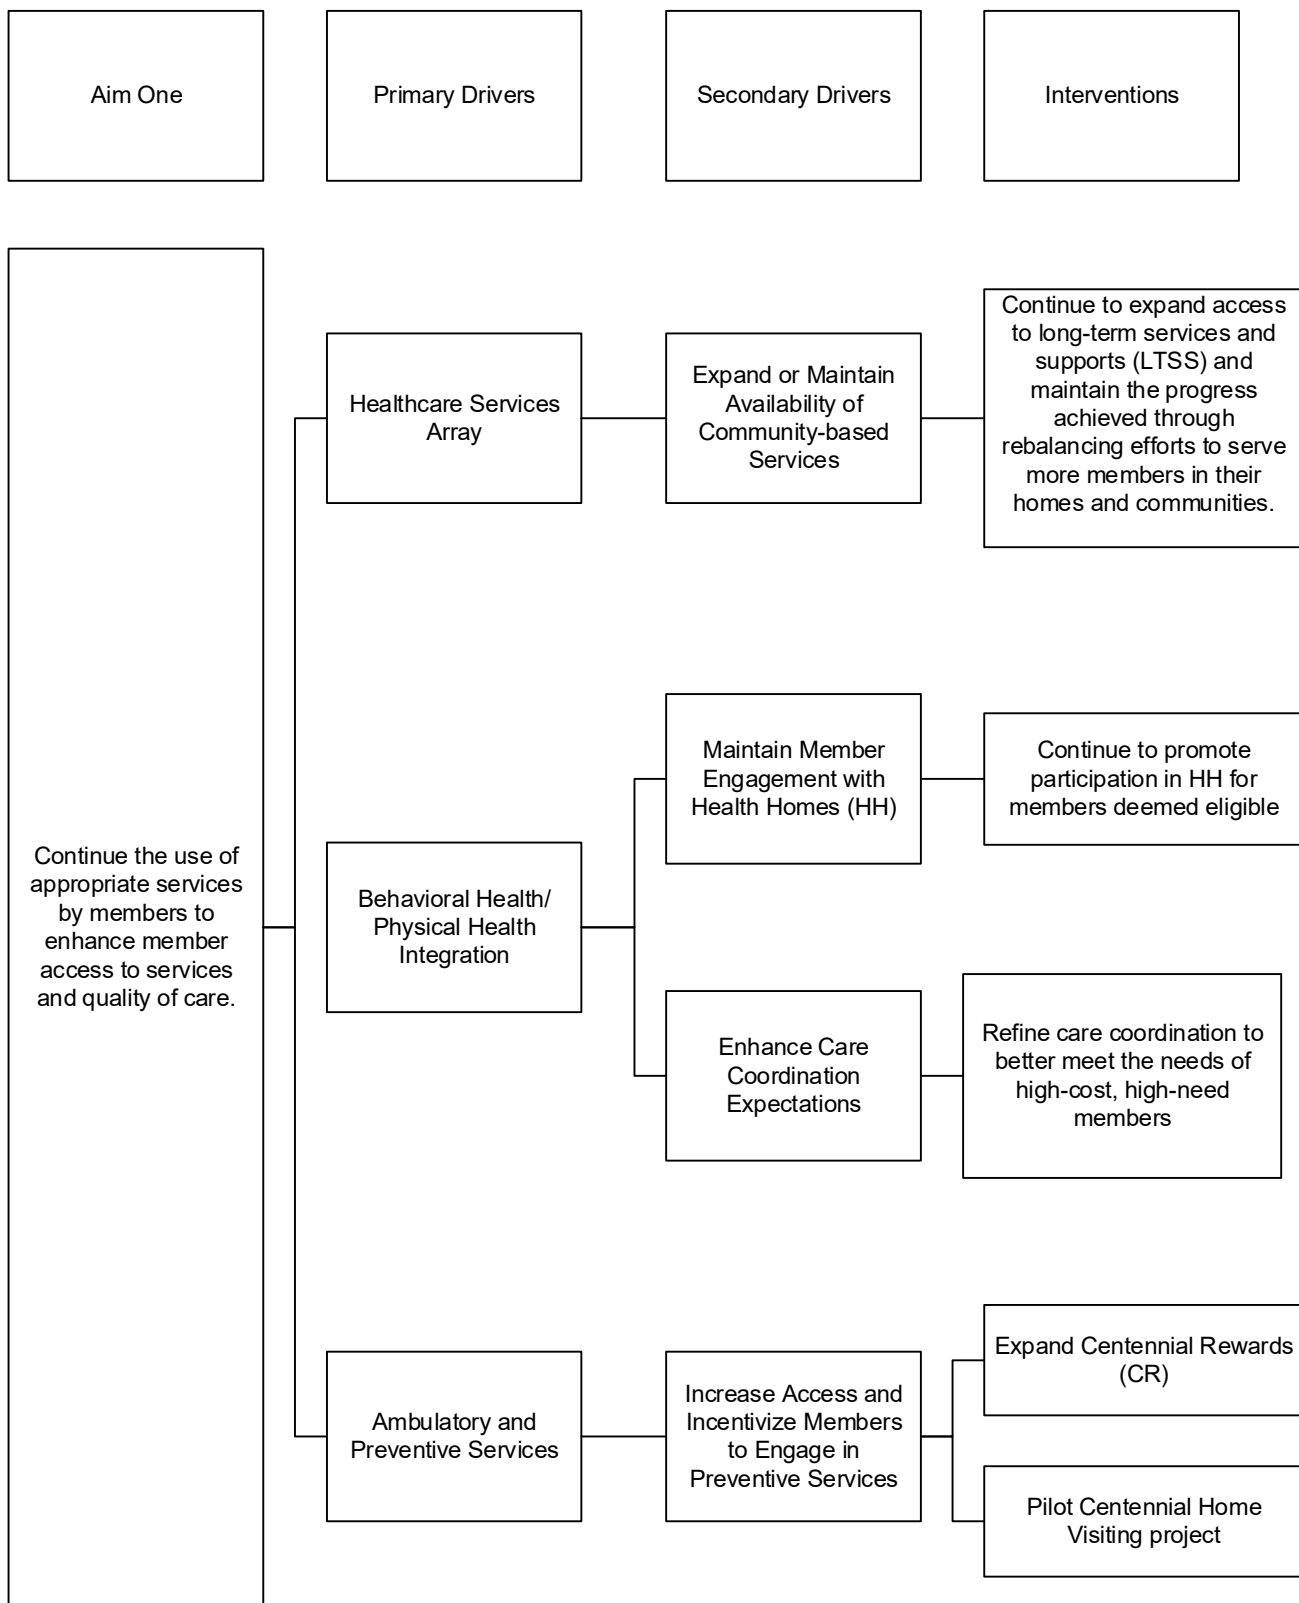 Aim One
Primary Drivers
Secondary Drivers
Interventions
Continue the use of
appropriate services
by members to
enhance member
access to services
and quality of care.
Healthcare Services
Array
Expand or Maintain
Availability of
Community-based
Services
Continue to expand access
to long-term services and
supports (LTSS) and
maintain the progress
achieved through
rebalancing efforts to serve
more members in their
homes and communities.
Behavioral Health/
Physical Health
Integration
Maintain Member
Engagement with
Health Homes (HH)
Continue to promote
participation in HH for
members deemed eligible
Enhance Care
Coordination
Expectations
Refine care coordination to
better meet the needs of
high-cost, high-need
members
Ambulatory and
Preventive Services
Increase Access and
Incentivize Members
to Engage in
Preventive Services
Expand Centennial Rewards
(CR)
Pilot Centennial Home
Visiting project